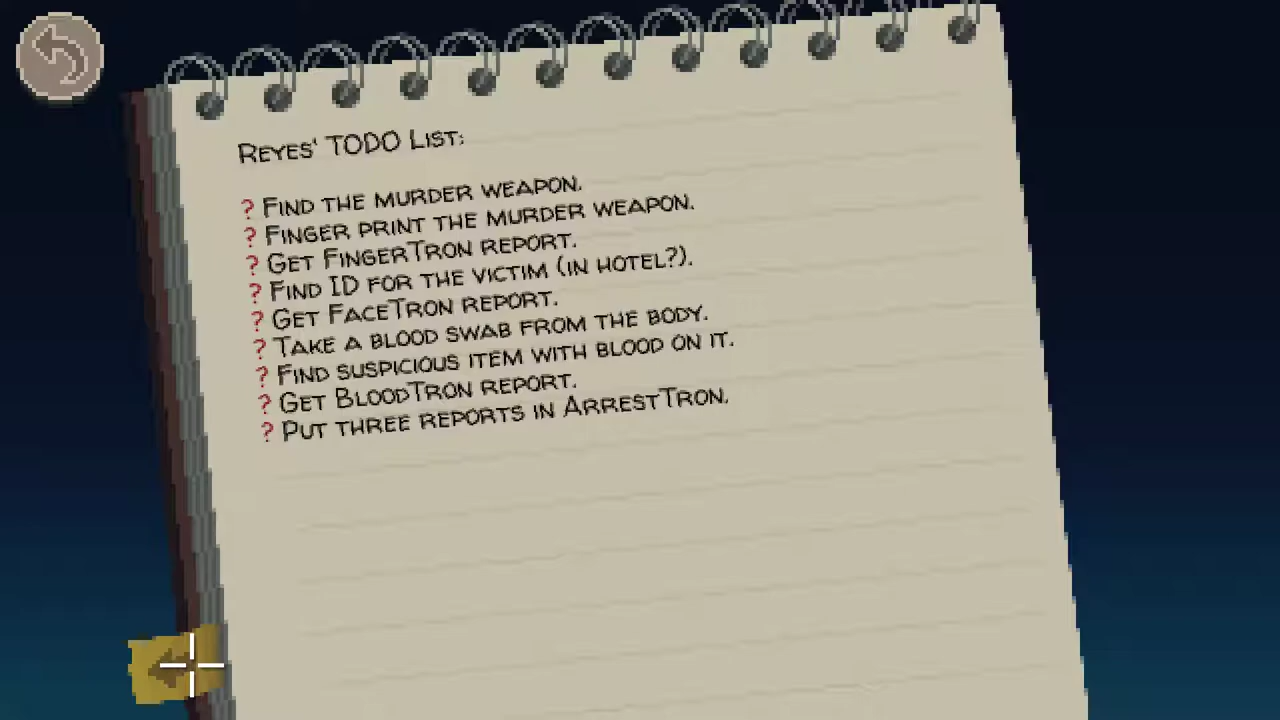 Reyes' TODO List:
? Find the murder weapon.
? Finger print the murder weapon.
? Get FingerTron report.
? Find ID for the victim (in hotel?).
? Get FaceTron report.
? Take a blood swab from the body.
? Find suspicious item with blood on it.
? Get BloodTron report.
? Put three reports in ArrestTron.